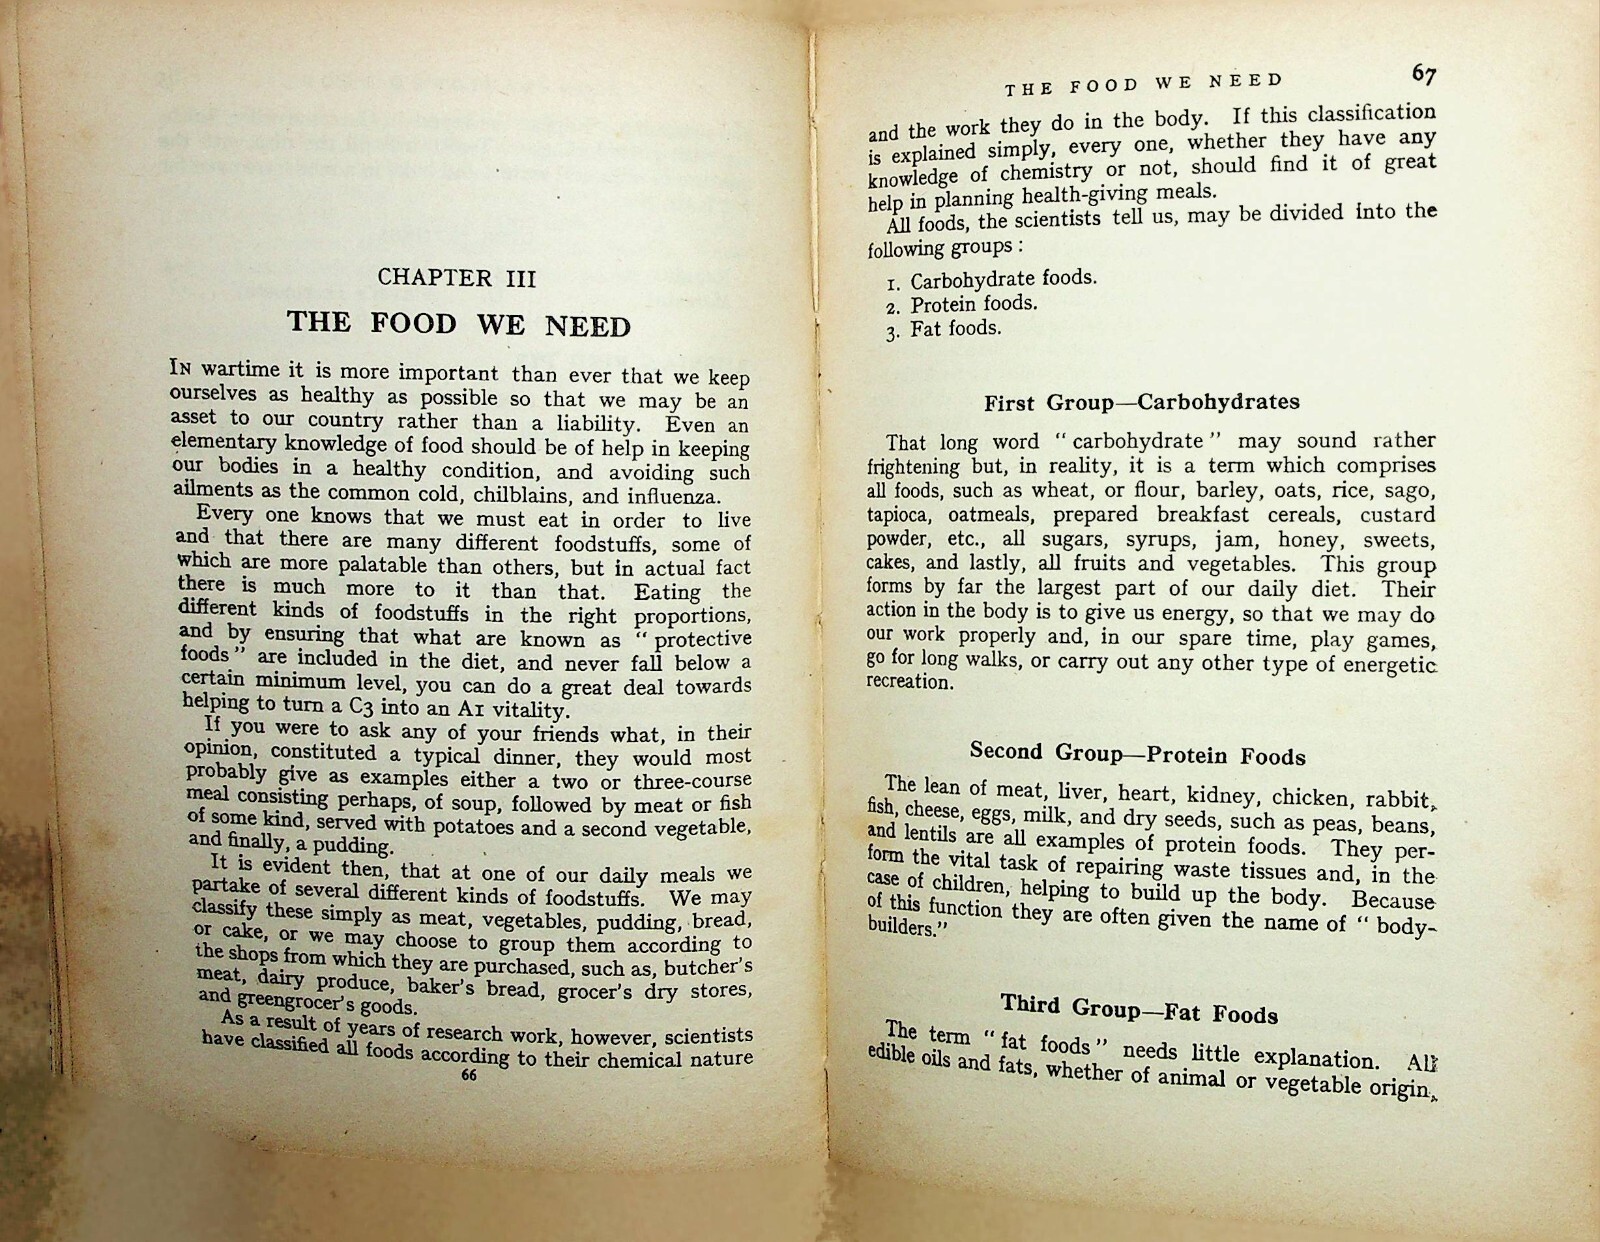 CHAPTER III
THE FOOD WE NEED
IN wartime it is more important than ever that we keep
ourselves as healthy as possible so that we may be an
asset to our country rather than a liability. Even an
elementary knowledge of food should be of help in keeping
our bodies in a healthy condition, and avoiding such
ailments as the common cold, chilblains, and influenza.
Every one knows that we must eat in order to live
and that there are many different foodstuffs, some of
which are more palatable than others, but in actual fact
there is much more to it than that. Eating the
different kinds of foodstuffs in the right proportions,
and by ensuring that what are known as “ protective
foods ” are included in the diet, and never fall below a
certain minimum level, you can do a great deal towards
helping to turn a C3 into an A1 vitality.
If you were to ask any of your friends what, in their
opinion, constituted a typical dinner, they would most
probably give as examples either a two or three-course
meal consisting perhaps, of soup, followed by meat or fish
of some kind, served with potatoes and a second vegetable,
and finally, a pudding.
It is evident then, that at one of our daily meals we
partake of several different kinds of foodstuffs. We may
classify these simply as meat, vegetables, pudding, bread,
or cake, or we may choose to group them according to
the shops from which they are purchased, such as, butcher's
meat, dairy produce, baker's bread, grocer's dry stores,
and greengrocer's goods.
As a result of years of research work, however, scientists
have classified all foods according to their chemical nature
66
THE FOOD WE NEED 67
and the work they do in the body. If this classification
is explained simply, every one, whether they have any
knowledge of chemistry or not, should find it of great
help in planning health-giving meals.
All foods, the scientists tell us, may be divided into the
following groups :
1. Carbohydrate foods.
2. Protein foods.
3. Fat foods.
First Group—Carbohydrates
That long word “ carbohydrate ” may sound rather
frightening but, in reality, it is a term which comprises
all foods, such as wheat, or flour, barley, oats, rice, sago,
tapioca, oatmeals, prepared breakfast cereals, custard
powder, etc., all sugars, syrups, jam, honey, sweets,
cakes, and lastly, all fruits and vegetables. This group
forms by far the largest part of our daily diet. Their
action in the body is to give us energy, so that we may do
our work properly and, in our spare time, play games,
go for long walks, or carry out any other type of energetic
recreation.
Second Group—Protein Foods
The lean of meat, liver, heart, kidney, chicken, rabbit,
fish, cheese, eggs, milk, and dry seeds, such as peas, beans,
and lentils are all examples of protein foods. They per-
form the vital task of repairing waste tissues and, in the
case of children, helping to build up the body. Because
of this function they are often given the name of “ body-
builders.”
Third Group—Fat Foods
The term “ fat foods ” needs little explanation. All
edible oils and fats, whether of animal or vegetable origin,